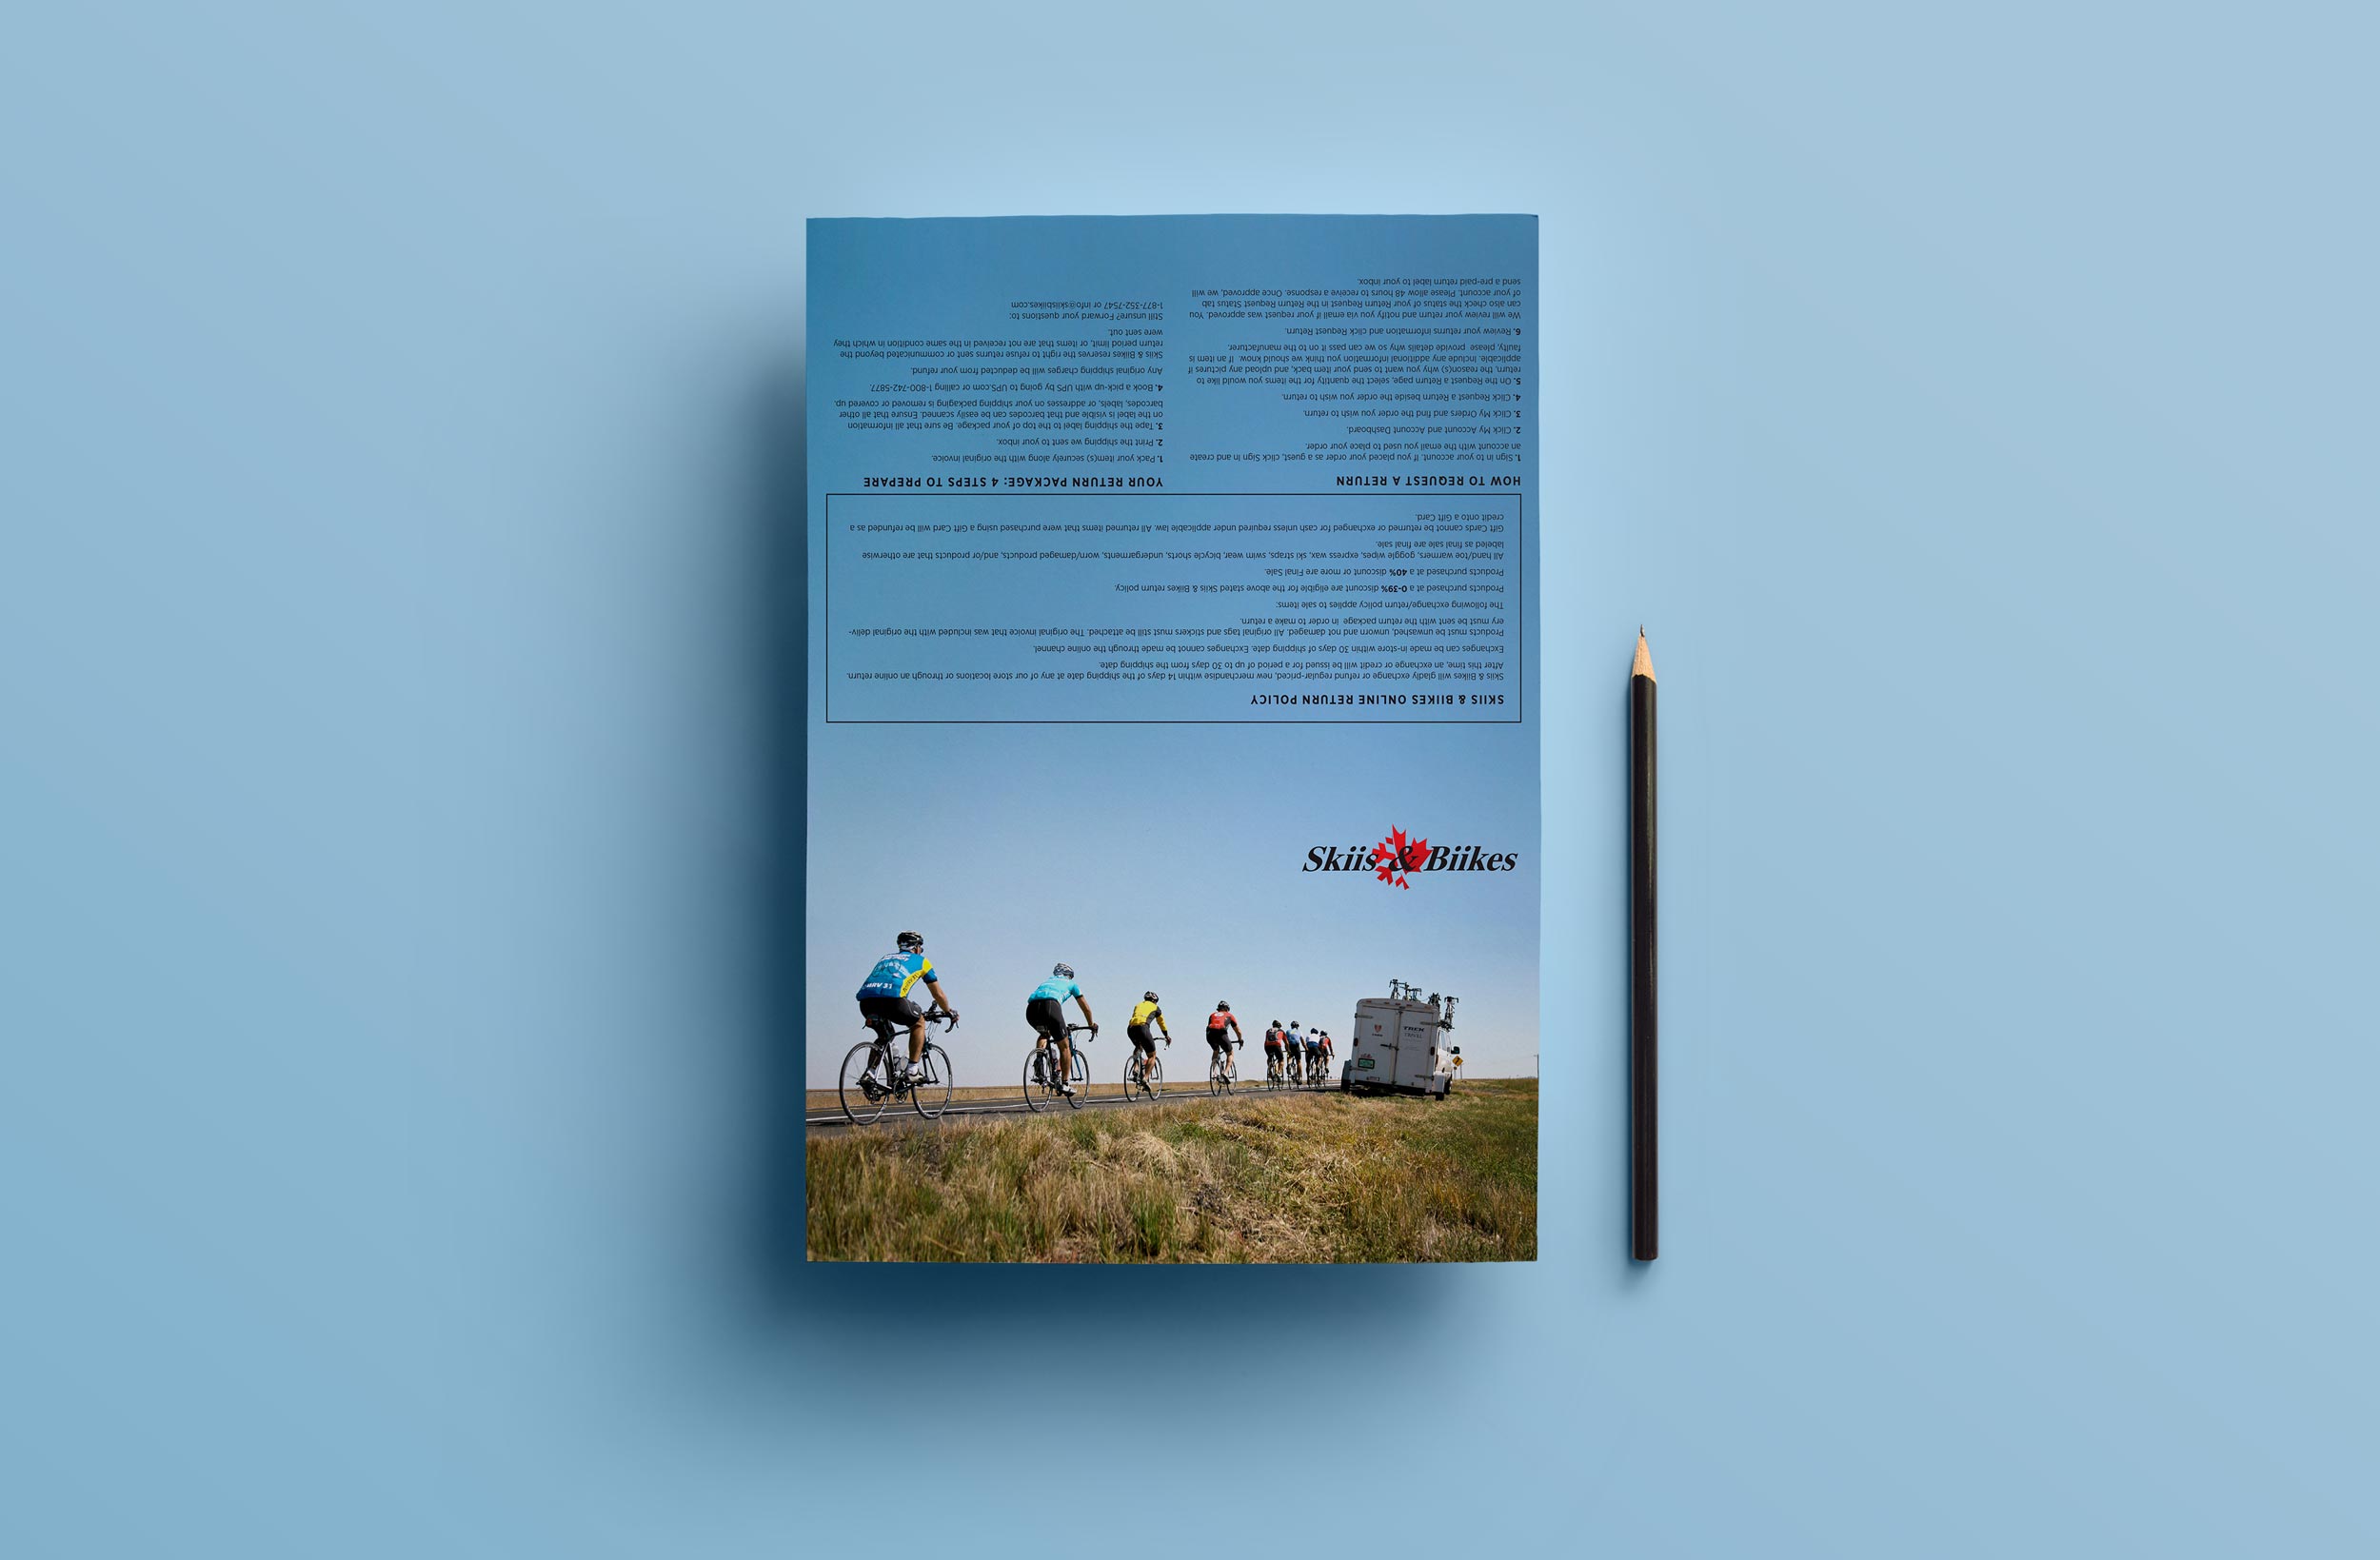 Skiis & Biikes
SKIIS & BIIKES ONLINE RETURN POLICY
Skiis & Biikes will gladly exchange or refund regular-priced, new merchandise within 14 days of the shipping date at any of our store locations or through an online return.
After this time, an exchange or credit will be issued for a period of up to 30 days from the shipping date.
Exchanges can be made in-store within 30 days of shipping date. Exchanges cannot be made through the online channel.
Products must be unwashed, unworn and not damaged. All original tags and stickers must still be attached. The original invoice that was included with the original deliv-
ery must be sent with the return package in order to make a return.
The following exchange/return policy applies to sale items:
Products purchased at a 0-39% discount are eligible for the above stated Skiis & Biikes return policy.
Products purchased at a 40% discount or more are Final Sale.
All hand/toe warmers, goggle wipes, express wax, ski straps, swim wear, bicycle shorts, undergarments, worn/damaged products, and/or products that are otherwise
labeled as final sale are final sale.
Gift Cards cannot be returned or exchanged for cash unless required under applicable law. All returned items that were purchased using a Gift Card will be refunded as a
credit onto a Gift Card.
HOW TO REQUEST A RETURN
1. Sign in to your account. If you placed your order as a guest, click Sign In and create
an account with the email you used to place your order.
2. Click My Account and Account Dashboard.
3. Click My Orders and find the order you wish to return.
4. Click Request a Return beside the order you wish to return.
5. On the Request a Return page, select the quantity for the items you would like to
return, the reason(s) why you want to send your item back, and upload any pictures if
applicable. Include any additional information you think we should know. If an item is
faulty, please provide details why so we can pass it on to the manufacturer.
6. Review your returns information and click Request Return.
We will review your return and notify you via email if your request was approved. You
can also check the status of your Return Request in the Return Request Status tab
of your account. Please allow 48 hours to receive a response. Once approved, we will
send a pre-paid return label to your inbox.
YOUR RETURN PACKAGE: 4 STEPS TO PREPARE
1. Pack your item(s) securely along with the original invoice.
2. Print the shipping we sent to your inbox.
3. Tape the shipping label to the top of your package. Be sure that all information
on the label is visible and that barcodes can be easily scanned. Ensure that all other
barcodes, labels, or addresses on your shipping packaging is removed or covered up.
4. Book a pick-up with UPS by going to UPS.com or calling 1-800-742-5877.
Any original shipping charges will be deducted from your refund.
Skiis & Biikes reserves the right to refuse returns sent or communicated beyond the
return period limit, or items that are not received in the same condition in which they
were sent out.
Still unsure? Forward your questions to:
1-877-352-7547 or info@skiisbiikes.com
TREK